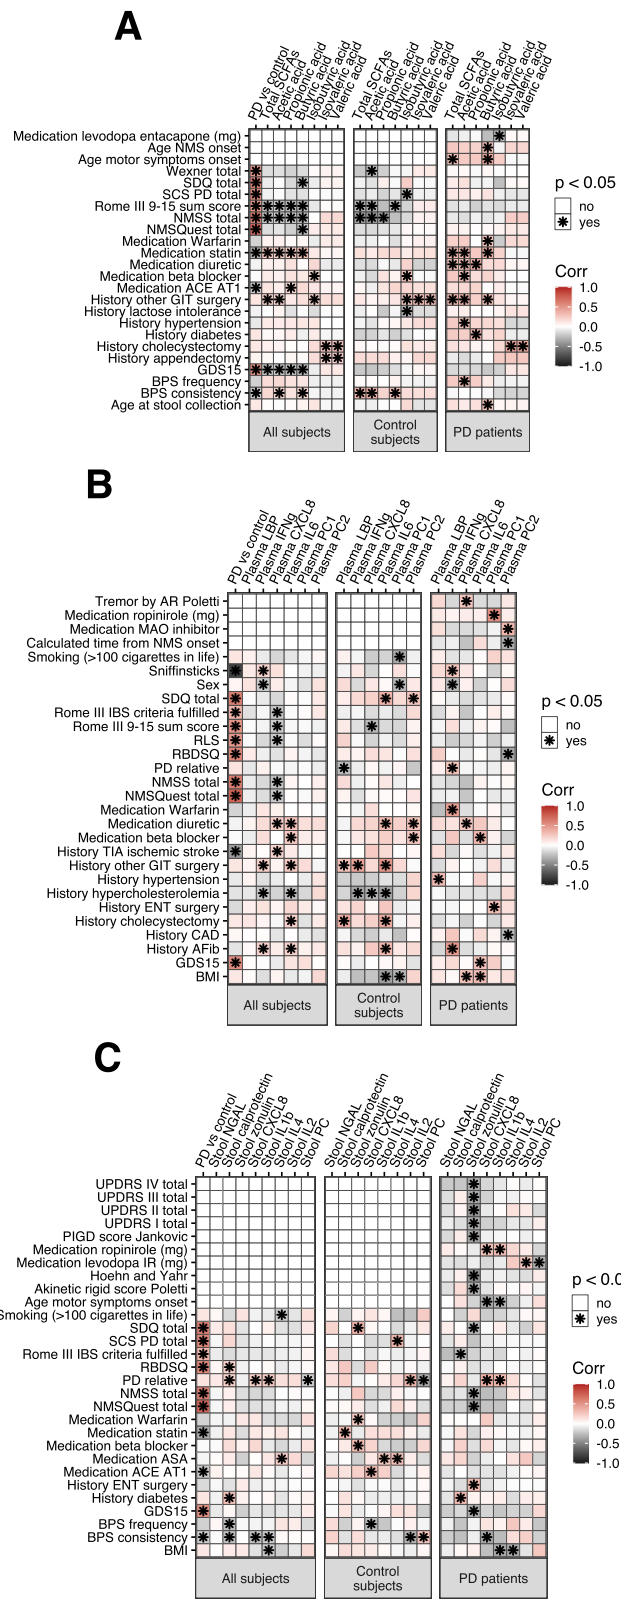 A
PD vs control
Total SCFAs
Acetic acid
Propionic acid
Butyric acid
Isobutyric acid
Isovaleric acid
Valeric acid
Total SCFAs
Acetic acid
Propionic acid
Butyric acid
Isobutyric acid
Isovaleric acid
Valeric acid
Total SCFAs
Acetic acid
Propionic acid
Butyric acid
Isobutyric acid
Isovaleric acid
Valeric acid
Medication levodopa entacapone (mg)
Age NMS onset
Age motor symptoms onset
Wexner total
SDQ total
SCS PD total
Rome III 9-15 sum score
NMSS total
NMSQuest total
Medication Warfarin
Medication statin
Medication diuretic
Medication beta blocker
Medication ACE AT1
History other GIT surgery
History lactose intolerance
History hypertension
History diabetes
History cholecystectomy
History appendectomy
GDS15
BPS frequency
BPS consistency
Age at stool collection
All subjects
Control
subjects
PD patients
p < 0.05
no
yes
Corr
1.0
0.5
0.0
-0.5
-1.0
B
PD vs control
Plasma LBP
Plasma IFNg
Plasma CXCL8
Plasma IL6
Plasma PC1
Plasma PC2
Plasma LBP
Plasma IFNg
Plasma CXCL8
Plasma IL6
Plasma PC1
Plasma PC2
Plasma LBP
Plasma IFNg
Plasma CXCL8
Plasma IL6
Plasma PC1
Plasma PC2
Tremor by AR Poletti
Medication ropinirole (mg)
Medication MAO inhibitor
Calculated time from NMS onset
Smoking (>100 cigarettes in life)
Sniffinsticks
Sex
SDQ total
Rome III IBS criteria fulfilled
Rome III 9-15 sum score
RLS
RBDSQ
PD relative
NMSS total
NMSQuest total
Medication Warfarin
Medication diuretic
Medication beta blocker
History TIA ischemic stroke
History other GIT surgery
History hypertension
History hypercholesterolemia
History ENT surgery
History cholecystectomy
History CAD
History AFib
GDS15
BMI
All subjects
Control
subjects
PD patients
p < 0.05
no
yes
Corr
1.0
0.5
0.0
-0.5
-1.0
C
PD vs control
Stool NGAL
Stool calprotectin
Stool zonulin
Stool CXCL8
Stool IL1b
Stool IL4
Stool IL2
Stool PC
Stool NGAL
Stool calprotectin
Stool zonulin
Stool CXCL8
Stool IL1b
Stool IL4
Stool IL2
Stool PC
Stool NGAL
Stool calprotectin
Stool zonulin
Stool CXCL8
Stool IL1b
Stool IL4
Stool IL2
Stool PC
UPDRS IV total
UPDRS III total
UPDRS II total
UPDRS I total
PIGD score Jankovic
Medication ropinirole (mg)
Medication levodopa IR (mg)
Hoehn and Yahr
Akinetic rigid score Poletti
Age motor symptoms onset
Smoking (>100 cigarettes in life)
SDQ total
SCS PD total
Rome III IBS criteria fulfilled
RBDSQ
PD relative
NMSS total
NMSQuest total
Medication Warfarin
Medication statin
Medication beta blocker
Medication ASA
Medication ACE AT1
History ENT surgery
History diabetes
GDS15
BPS frequency
BPS consistency
BMI
All subjects
Control
subjects
PD patients
p < 0.0
no
yes
Corr
1.0
0.5
0.0
-0.5
-1.0